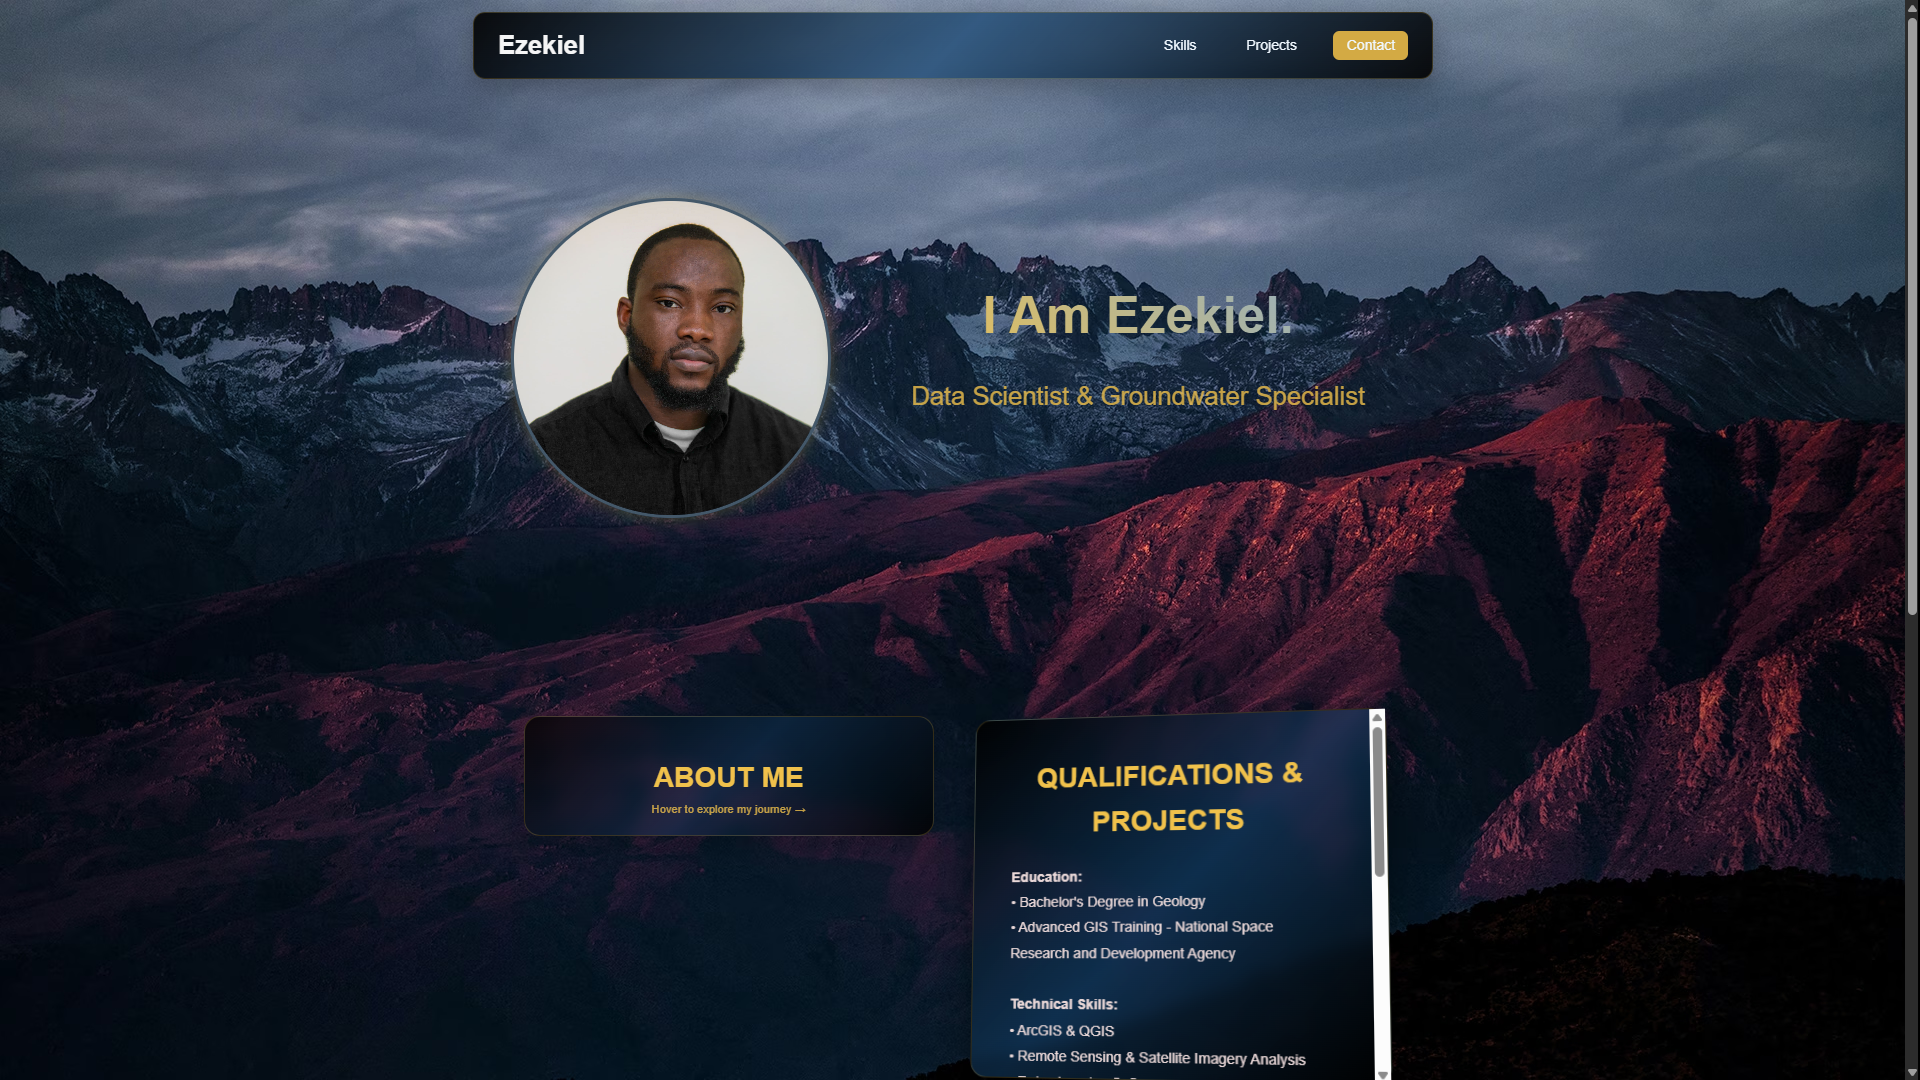 Ezekiel
Skills
Projects
Contact
I Am Ezekiel.
Data Scientist & Groundwater Specialist
ABOUT ME
Hover to explore my journey →
QUALIFICATIONS &
PROJECTS
Education:
• Bachelor's Degree in Geology
• Advanced GIS Training - National Space
Research and Development Agency
Technical Skills:
• ArcGIS & QGIS
• Remote Sensing & Satellite Imagery Analysis